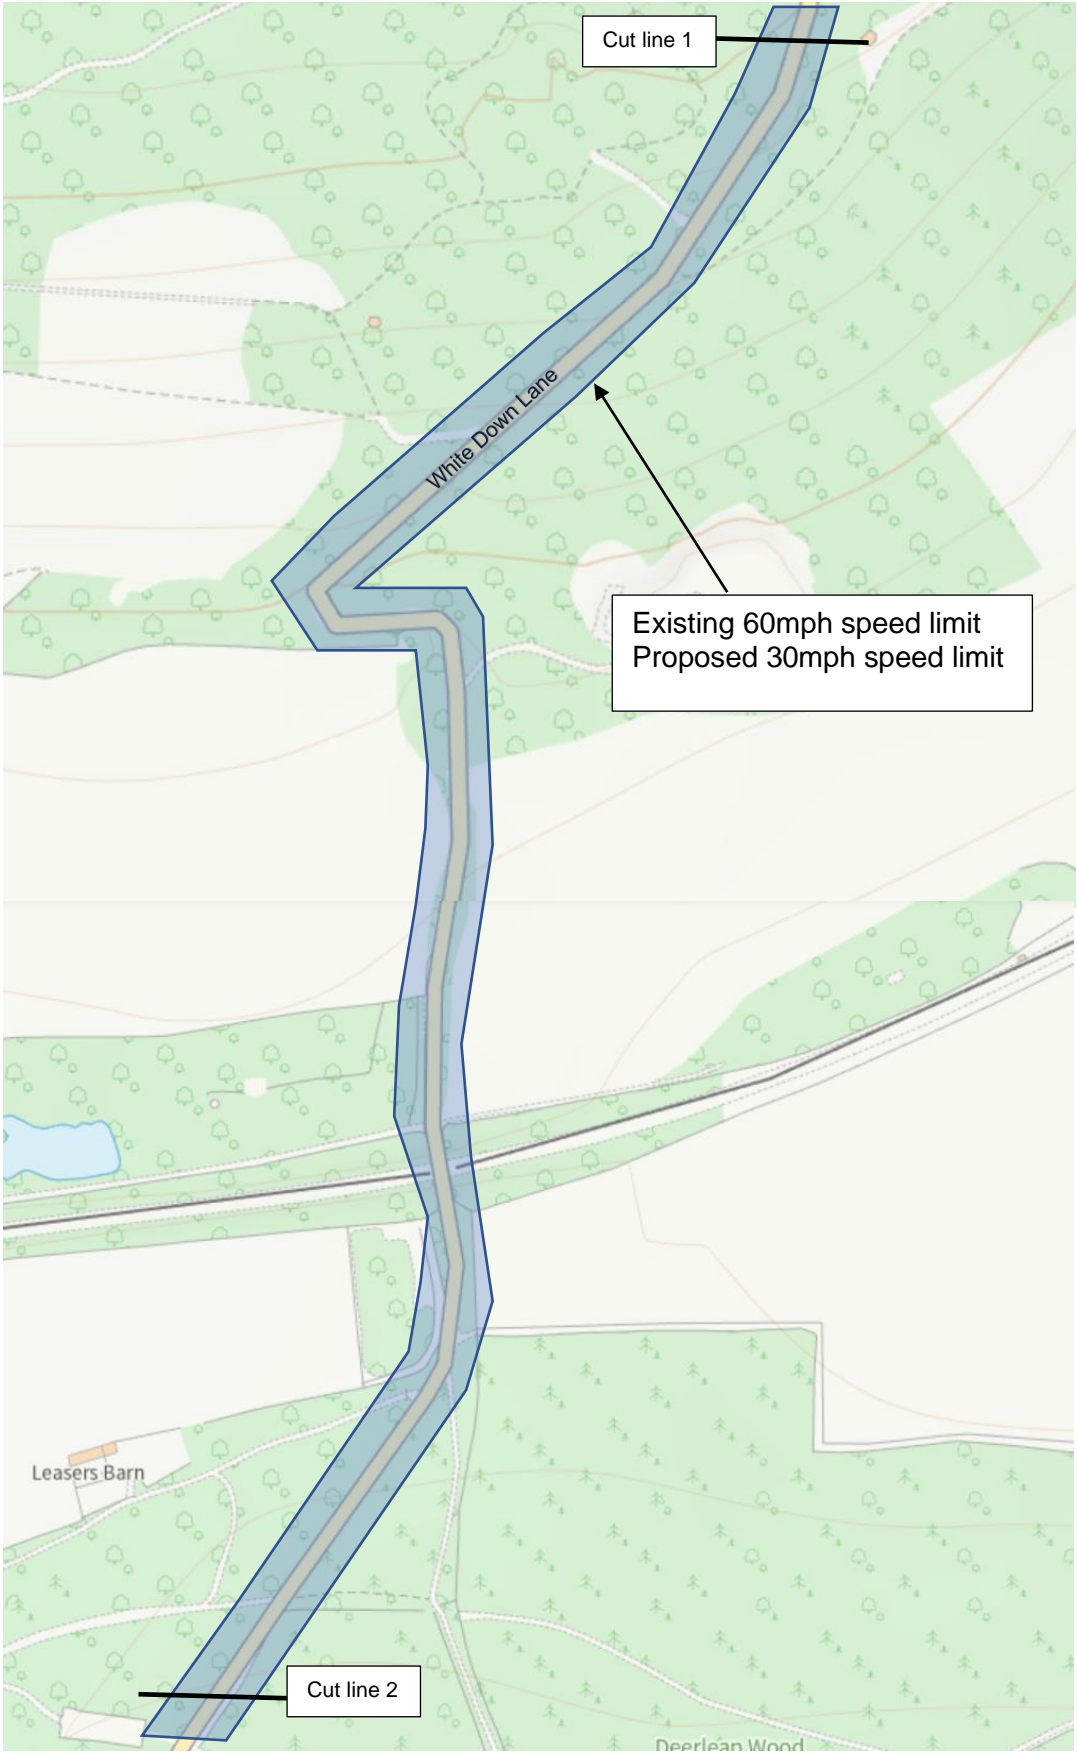 Cut line 1
White Down Lane
Existing 60mph speed limit
Proposed 30mph speed limit
Leasers Barn
Cut line 2
Deerleap Wood